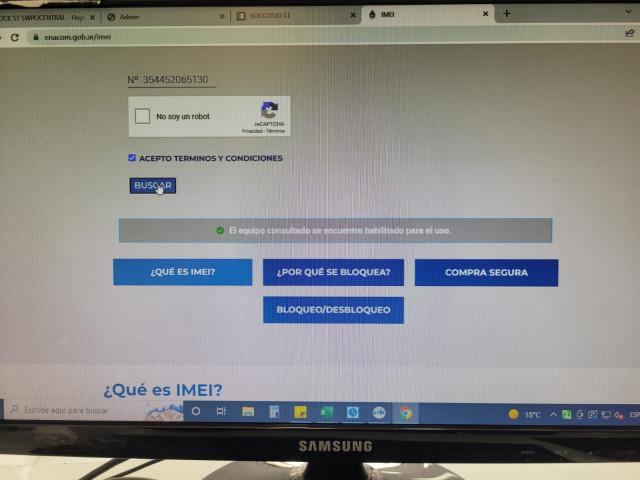 OCK ST SWPOCENTRAL - Hoj
Admin
SOLICITUD ST
IMEI
enacom.gob.ar/imei
Nº 354452065130
No soy un robot
reCAPTCHA
Privacidad - Términos
ACEPTO TERMINOS Y CONDICIONES
BUSCAR
El equipo consultado se encuentra habilitado para el uso.
¿QUÉ ES IMEI?
¿POR QUÉ SE BLOQUEA?
COMPRA SEGURA
BLOQUEO/DESBLOQUEO
¿Qué es IMEI?
Escribe aquí para buscar
18°C
ESP
SAMSUNG